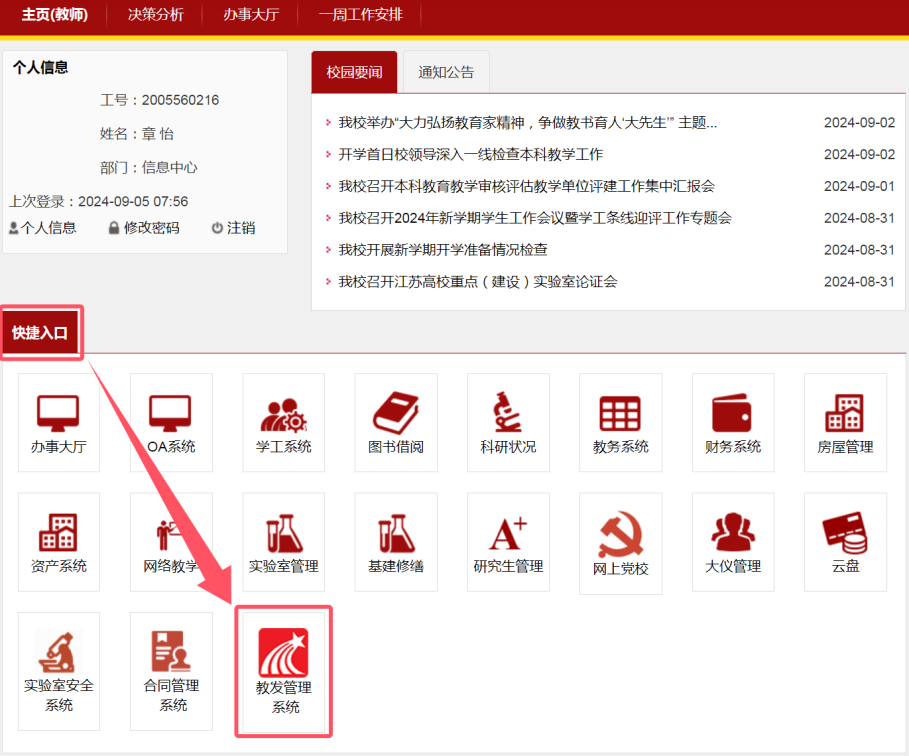 主页(教师)
决策分析
办事大厅
一周工作安排
个人信息
工号：2005560216
姓名：章 怡
部门：信息中心
上次登录：2024-09-05 07:56
个人信息 修改密码 注销
校园要闻 通知公告
我校举办“大力弘扬教育家精神，争做教书育人‘大先生’” 主题... 2024-09-02
开学首日校领导深入一线检查本科教学工作 2024-09-02
我校召开本科教育教学审核评估教学单位评建工作集中汇报会 2024-09-01
我校召开2024年新学期学生工作会议暨学工条线迎评工作专题会 2024-08-31
我校开展新学期开学准备情况检查 2024-08-31
我校召开江苏高校重点（建设）实验室论证会 2024-08-31
快捷入口
办事大厅
OA系统
学工系统
图书借阅
科研状况
教务系统
财务系统
房屋管理
资产系统
网络教学
实验室管理
基建修缮
A+
研究生管理
网上党校
大仪管理
云盘
实验室安全
系统
合同管理
系统
教发管理
系统